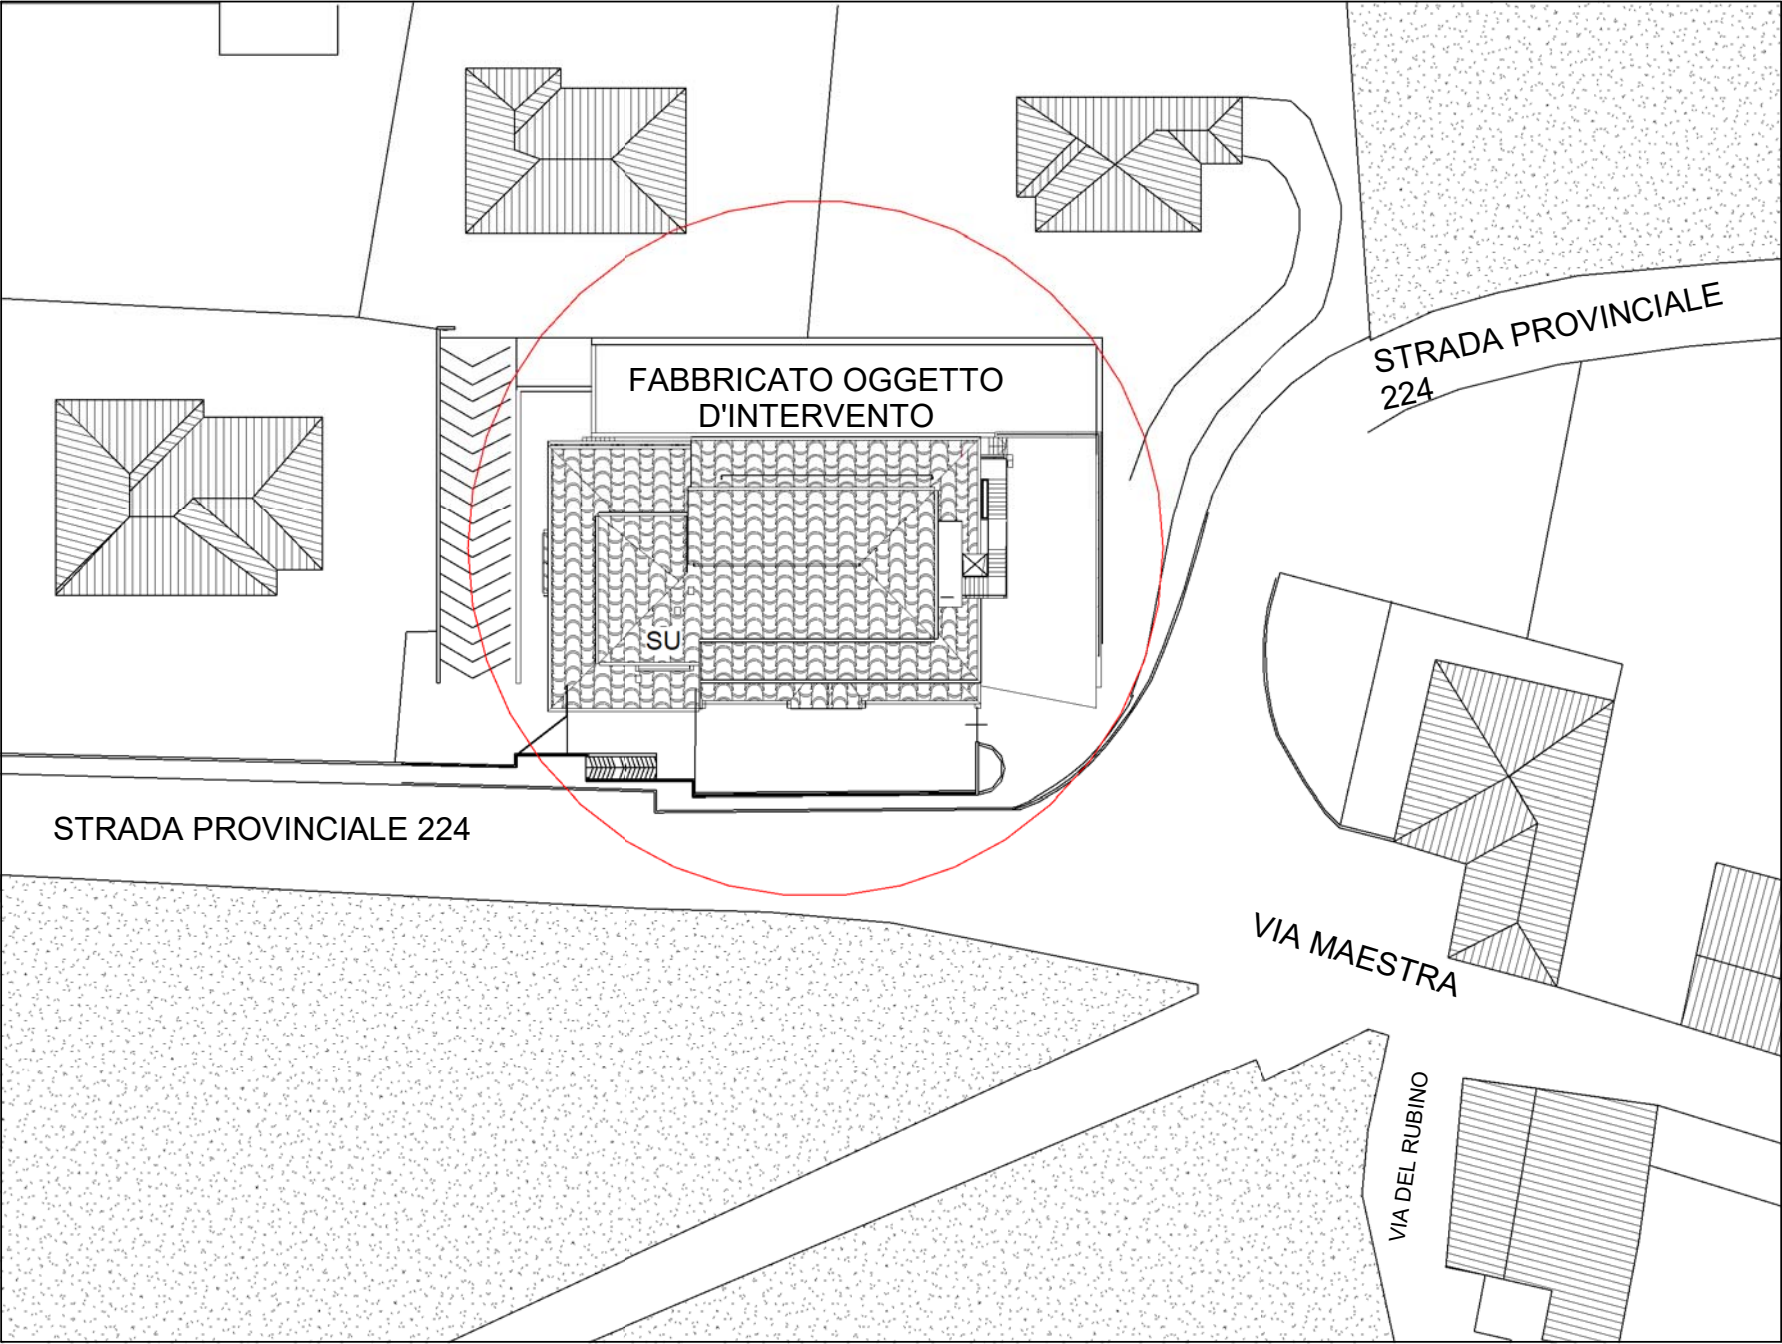 STRADA PROVINCIALE
224
FABBRICATO OGGETTO
D'INTERVENTO
SU
STRADA PROVINCIALE 224
VIA MAESTRA
VIA DEL RUBINO